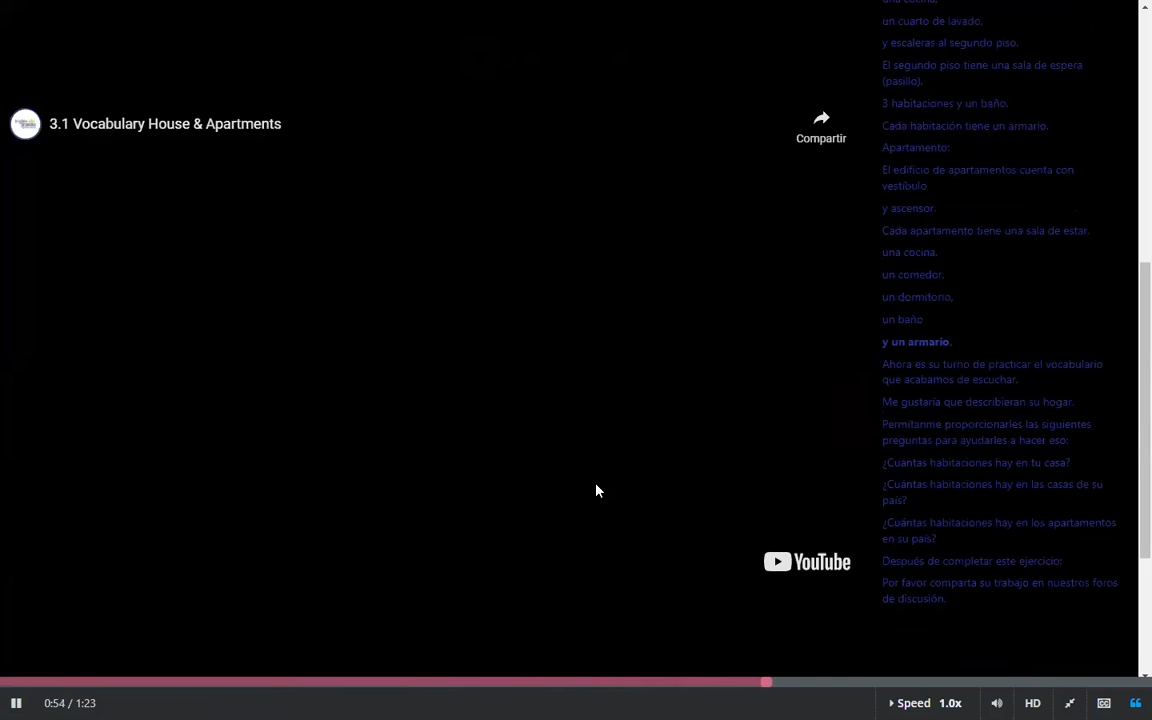 una cocina,
un cuarto de lavado,
y escaleras al segundo piso.
El segundo piso tiene una sala de espera
(pasillo),
3 habitaciones y un baño.
Cada habitación tiene un armario.
Apartamento:
El edificio de apartamentos cuenta con
vestíbulo
y ascensor.
Cada apartamento tiene una sala de estar.
una cocina.
un comedor,
un dormitorio,
un baño
y un armario.
Ahora es su turno de practicar el vocabulario
que acabamos de escuchar.
Me gustaría que describieran su hogar.
Permítanme proporcionarles las siguientes
preguntas para ayudarles a hacer eso:
¿Cuantas habitaciones hay en tu casa?
¿Cuántas habitaciones hay en las casas de su
país?
¿Cuántas habitaciones hay en los apartamentos
en su país?
Después de completar este ejercicio:
Por favor comparta su trabajo en nuestros foros
de discusión.
3.1 Vocabulary House & Apartments
Compartir
YouTube
0:54 / 1:23
Speed 1.0x
HD